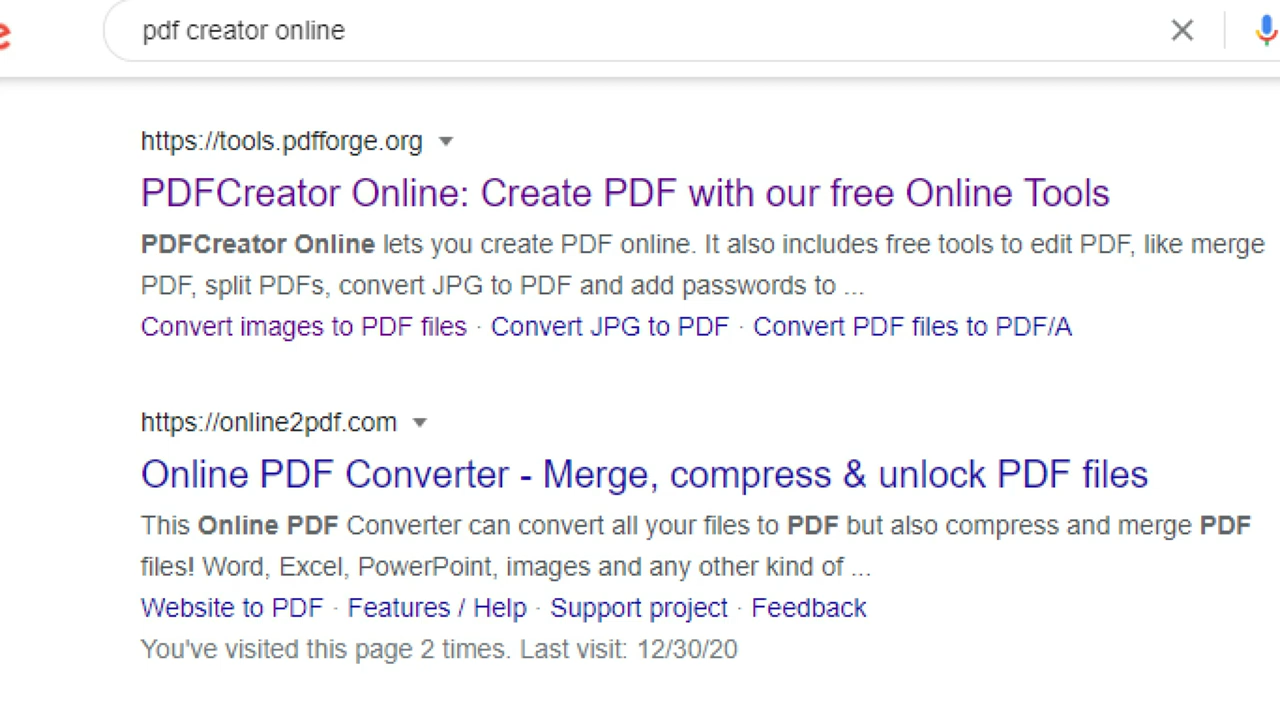 e
pdf creator online
https://tools.pdfforge.org
PDFCreator Online: Create PDF with our free Online Tools
PDFCreator Online lets you create PDF online. It also includes free tools to edit PDF, like merge
PDF, split PDFs, convert JPG to PDF and add passwords to ...
Convert images to PDF files · Convert JPG to PDF · Convert PDF files to PDF/A
https://online2pdf.com
Online PDF Converter - Merge, compress & unlock PDF files
This Online PDF Converter can convert all your files to PDF but also compress and merge PDF
files! Word, Excel, PowerPoint, images and any other kind of ...
Website to PDF · Features / Help · Support project · Feedback
You've visited this page 2 times. Last visit: 12/30/20